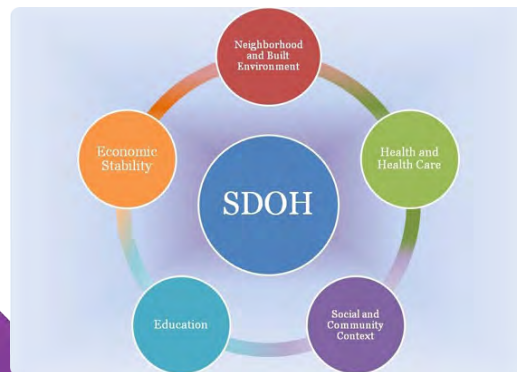 Neighborhood
and Built
Environment
Economic
Stability
Health and
Health Care
SDOH
Education
Social and
Community
Context